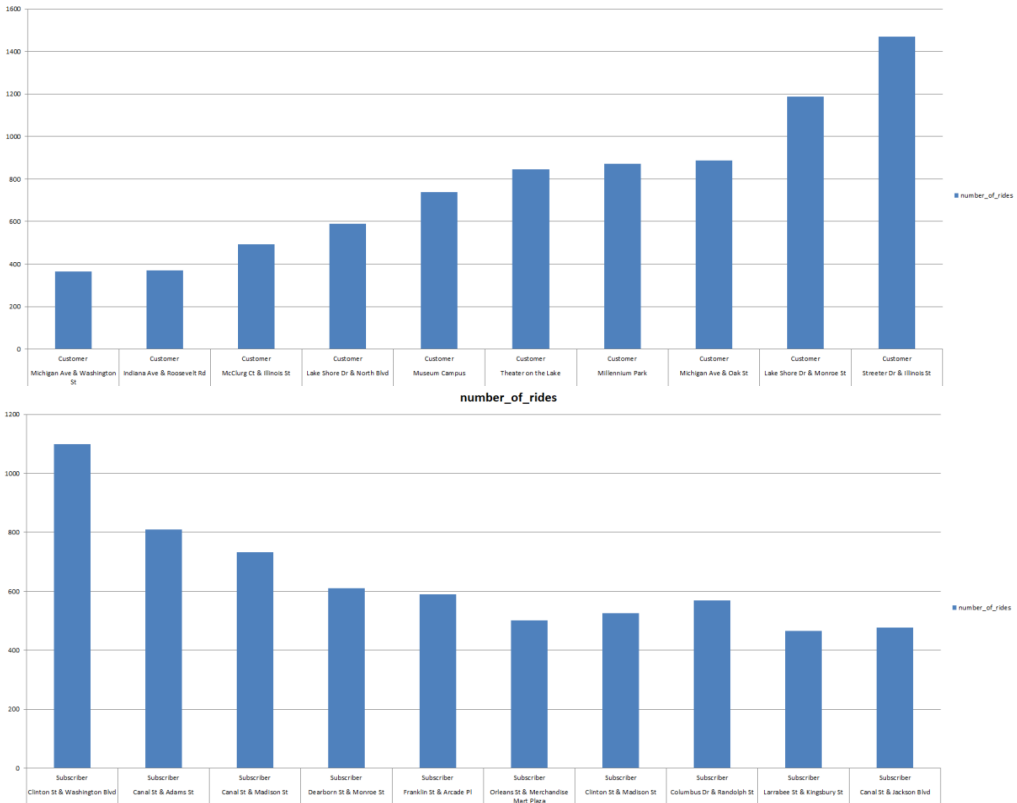 1600
1400
1200
1000
800
600
400
200
0
number_of_rides
Customer Customer Customer Customer Customer Customer Customer Customer Customer Customer
Michigan Ave & Washington St Indiana Ave & Roosevelt Rd McClurg Ct & Illinois St Lake Shore Dr & North Blvd Museum Campus Theater on the Lake Millennium Park Michigan Ave & Oak St Lake Shore Dr & Monroe St Streeter Dr & Illinois St
number_of_rides
1200
1000
800
600
400
200
0
number_of_rides
Subscriber Subscriber Subscriber Subscriber Subscriber Subscriber Subscriber Subscriber Subscriber Subscriber
Clinton St & Washington Blvd Canal St & Adams St Canal St & Madison St Dearborn St & Monroe St Franklin St & Arcade Pl Orleans St & Merchandise Mart Plaza Clinton St & Madison St Columbus Dr & Randolph St Larrabee St & Kingsbury St Canal St & Jackson Blvd